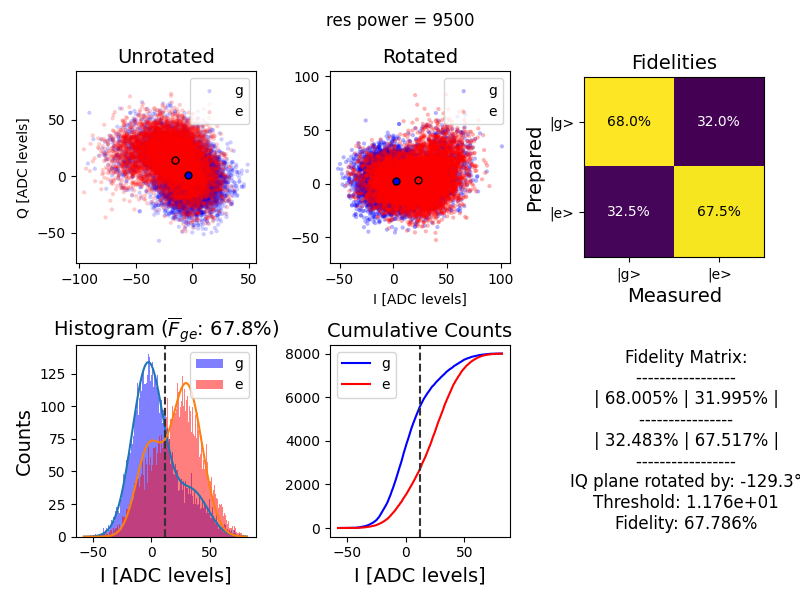 res power = 9500
Unrotated
Rotated
Fidelities
g
e
g
e
Q [ADC levels]
50
0
−50
−100
−50
0
50
100
50
0
−50
−50
0
50
100
I [ADC levels]
Prepared
|g>
|e>
68.0%
32.0%
32.5%
67.5%
|g>
|e>
Measured
Histogram (F̅ge: 67.8%)
Cumulative Counts
g
e
Counts
125
100
75
50
25
0
−50
0
50
I [ADC levels]
g
e
8000
6000
4000
2000
0
−50
0
50
I [ADC levels]
Fidelity Matrix:
-----------------
| 68.005% | 31.995% |
----------------
| 32.483% | 67.517% |
-----------------
IQ plane rotated by: -129.3°
Threshold: 1.176e+01
Fidelity: 67.786%